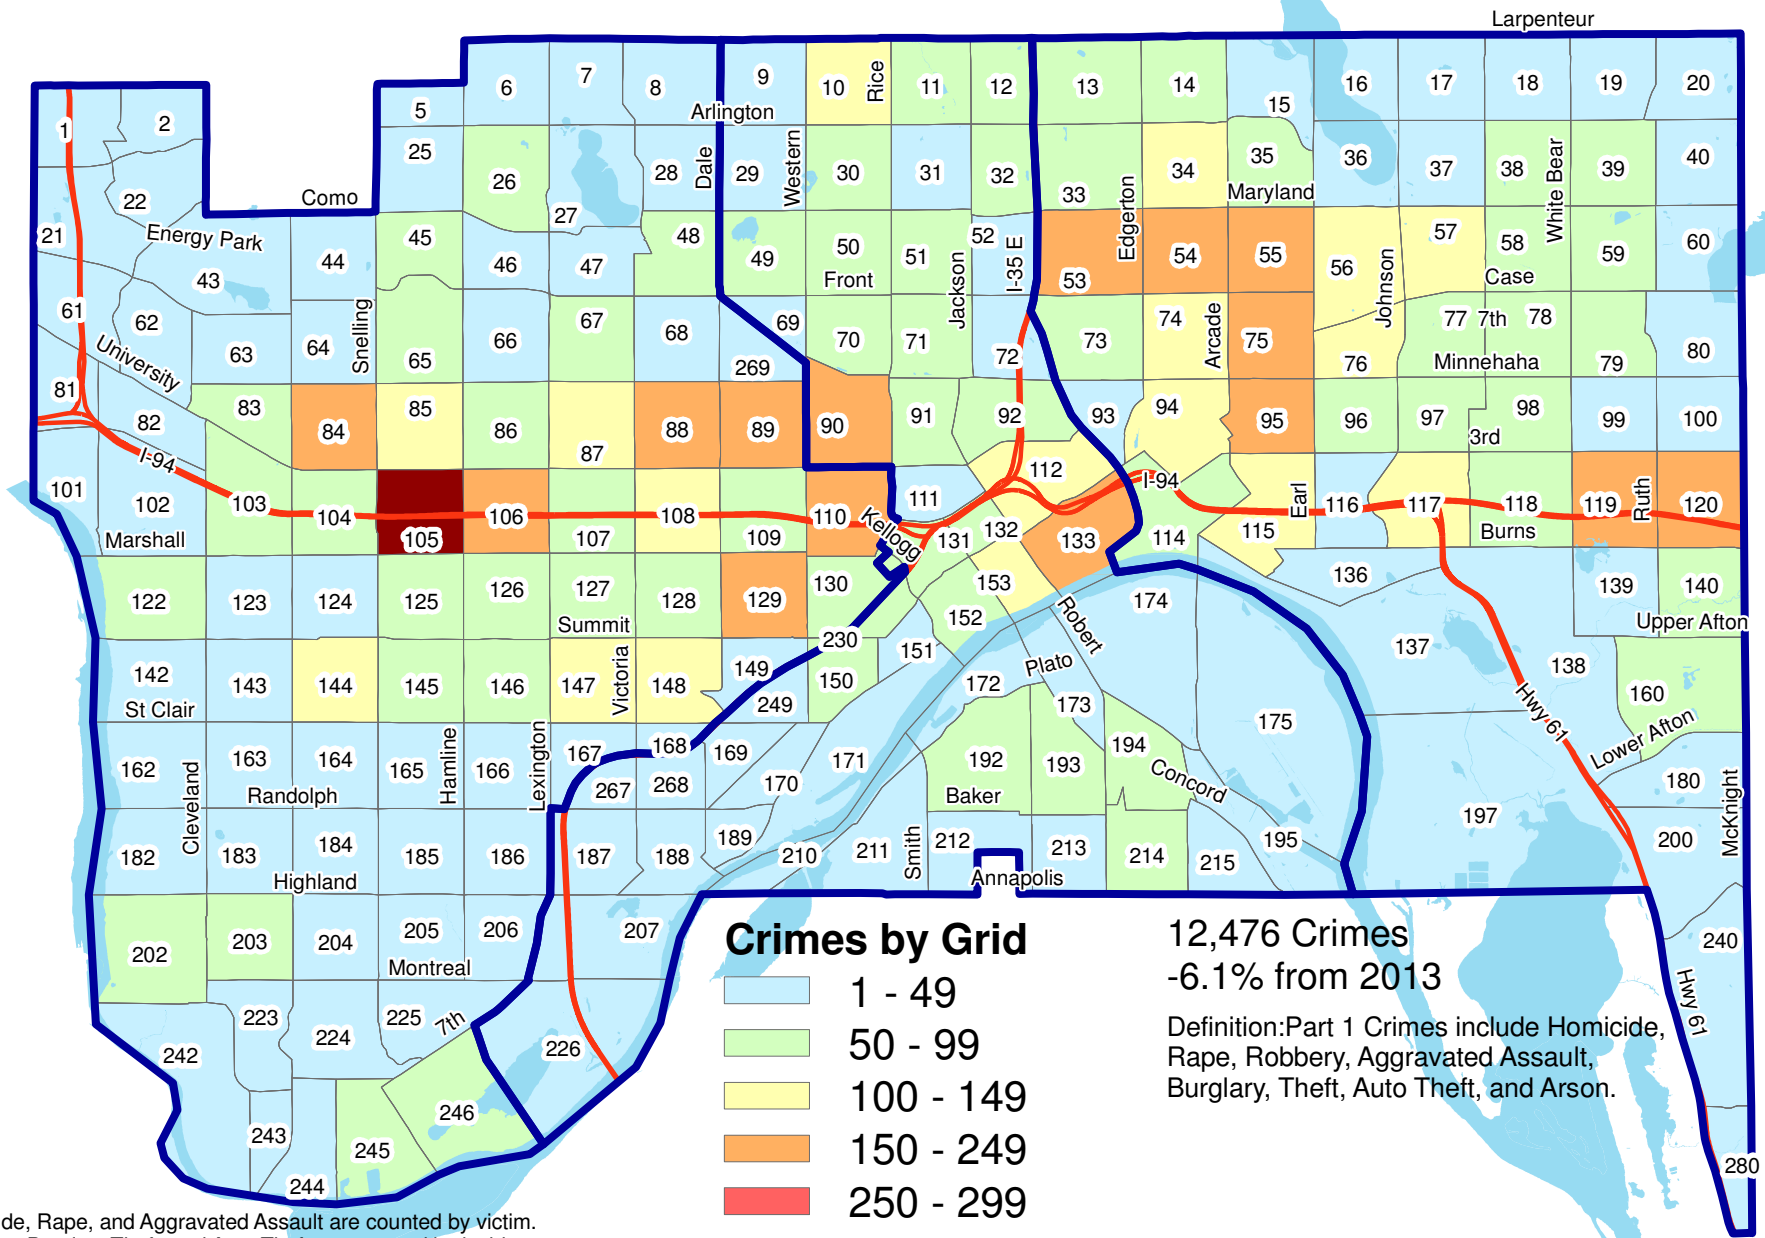 Larpenteur
6 7 8 9 10 Rice 11 12 13 14 15 16 17 18 19 20
1 2 5 Arlington
25 26 27 28 Dale 29 Western 30 31 32 33 34 35 36 37 38 White Bear 39 40
Como
Maryland
22
21 Energy Park 43 44 45 46 47 48 49 50 51 52 I-35 E 53 Edgerton 54 55 56 Johnson 57 58 59 60
Front
Jackson
Case
61 62 63 64 Snelling 65 66 67 68 69 70 71 72 73 74 Arcade 75 76 77 7th 78 79 80
University
269
Minnehaha
81 82 83 84 85 86 87 88 89 90 91 92 93 94 95 96 97 98 99 100
3rd
I-94
101 102 103 104 105 106 107 108 109 110 111 112 I-94 114 115 Earl 116 117 118 119 Ruth 120
Marshall
Kellogg
131 132 133
Burns
122 123 124 125 126 127 128 129 130 152 153 136 139 140
Summit
Robert
174
Upper Afton
230
137 138
142 143 144 145 146 147 Victoria 148 149 150 151 172 Plato 173 160
St Clair
249
175
Hwy 61
Lower Afton
162 163 164 165 Hamline 166 Lexington 167 168 169 170 171 192 193 194 Concord 180
Cleveland
Randolph
267 268
Baker
197
McKnight
182 183 184 185 186 187 188 189 210 211 Smith 212 213 214 215 195 200
Highland
Annapolis
202 203 204 205 206 207
Montreal
240
Hwy 61
223 224 225 7th 226
242 243 244 245 246
280
Crimes by Grid
1 - 49
50 - 99
100 - 149
150 - 249
250 - 299
12,476 Crimes
-6.1% from 2013
Definition:Part 1 Crimes include Homicide,
Rape, Robbery, Aggravated Assault,
Burglary, Theft, Auto Theft, and Arson.
de, Rape, and Aggravated Assault are counted by victim.